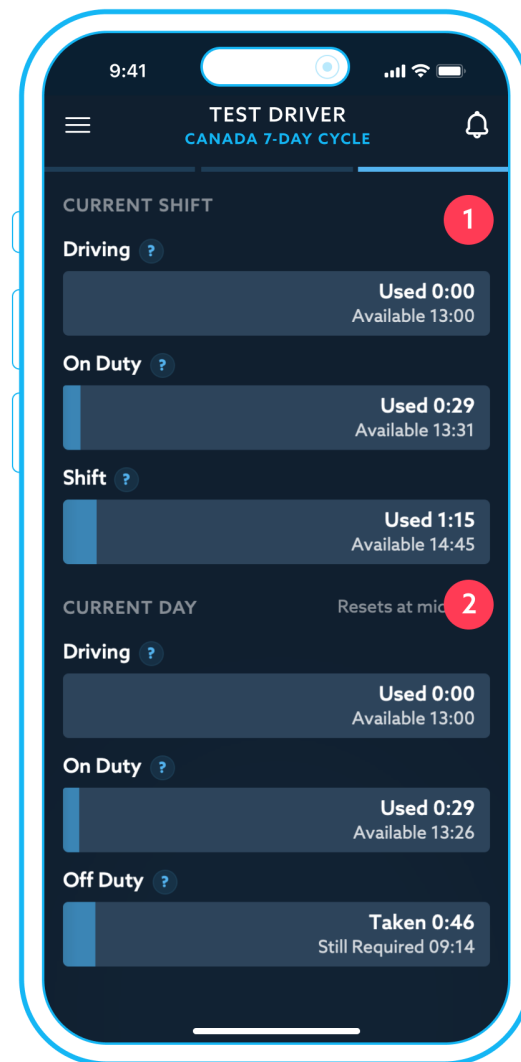 9:41
TEST DRIVER
CANADA 7-DAY CYCLE
CURRENT SHIFT
1
Driving ?
Used 0:00
Available 13:00
On Duty ?
Used 0:29
Available 13:31
Shift ?
Used 1:15
Available 14:45
CURRENT DAY
Resets at
2
Driving ?
Used 0:00
Available 13:00
On Duty ?
Used 0:29
Available 13:26
Off Duty ?
Taken 0:46
Still Required 09:14